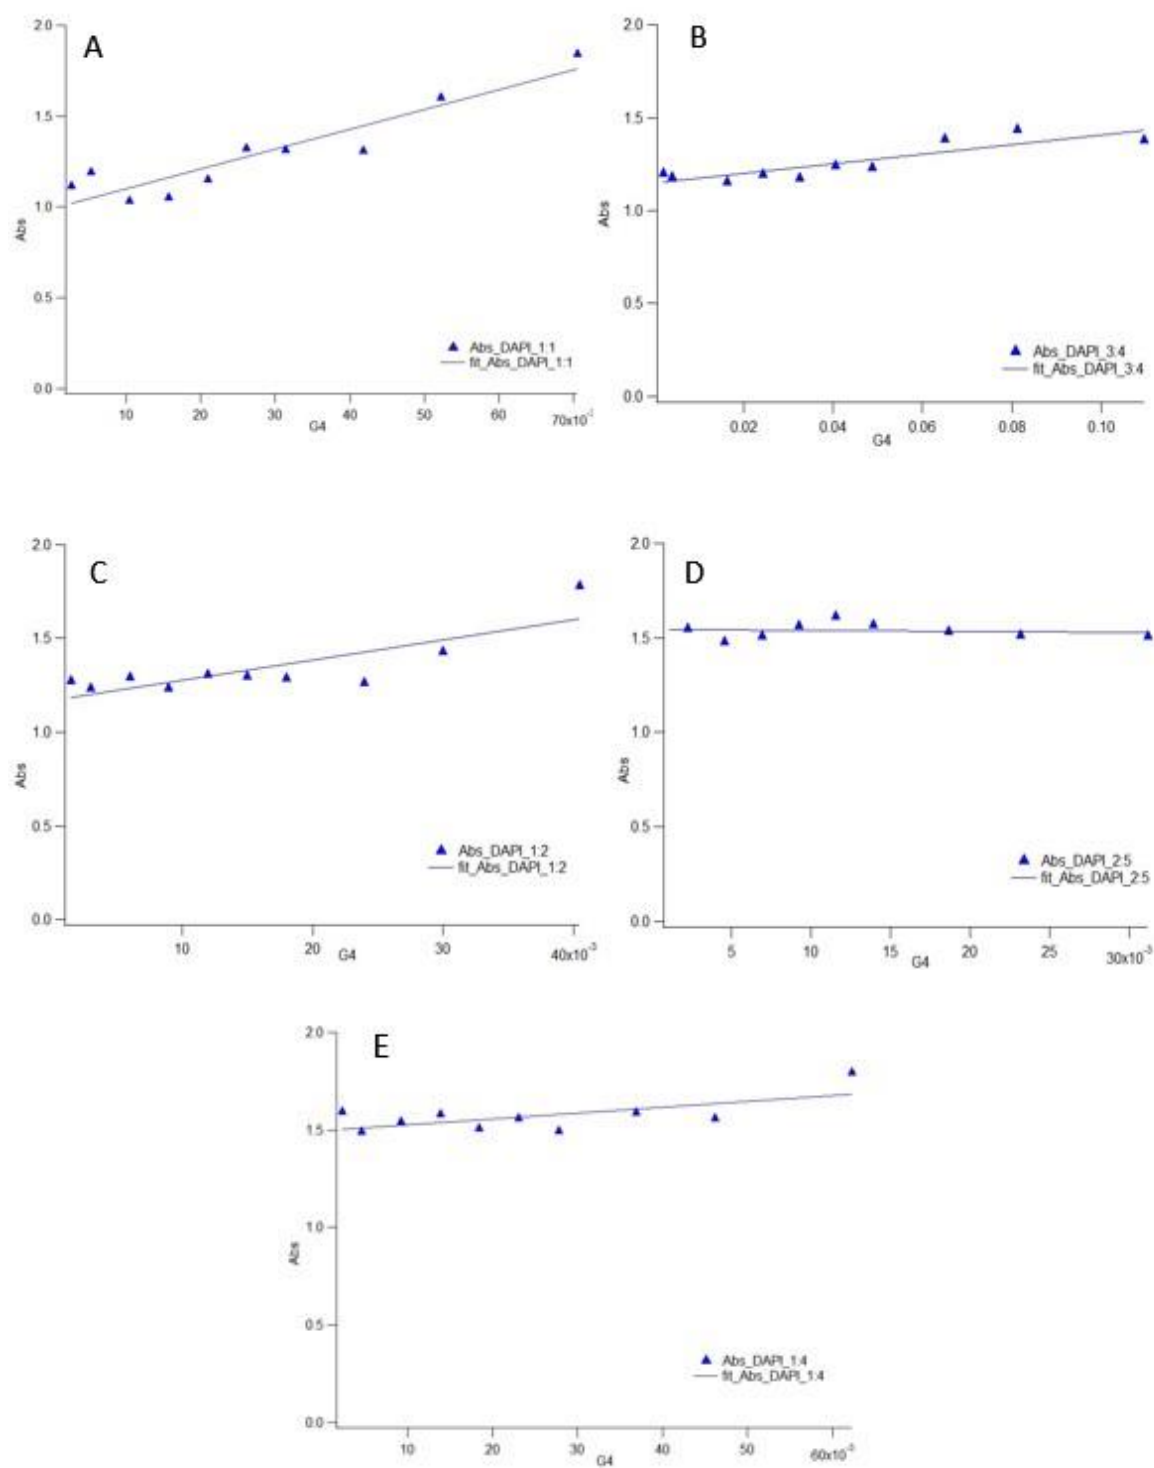 A
2.0
1.5
1.0
0.5
0.0
Abs
Abs_DAPI_1:1
fit_Abs_DAPI_1:1
10 20 30 40 50 60
G4
B
2.0
1.5
1.0
0.5
0.0
Abs
Abs_DAPI_3:4
fit_Abs_DAPI_3:4
0.02 0.04 0.06 0.08 0.10
G4
C
2.0
1.5
1.0
0.5
0.0
Abs
Abs_DAPI_1:2
fit_Abs_DAPI_1:2
10 20 30 40x10⁻³
G4
D
2.0
1.5
1.0
0.5
0.0
Abs
Abs_DAPI_2:5
fit_Abs_DAPI_2:5
5 10 15 20 25 30x10⁻³
G4
E
2.0
1.5
1.0
0.5
0.0
Abs
Abs_DAPI_1:4
fit_Abs_DAPI_1:4
10 20 30 40 50 60x10⁻³
G4